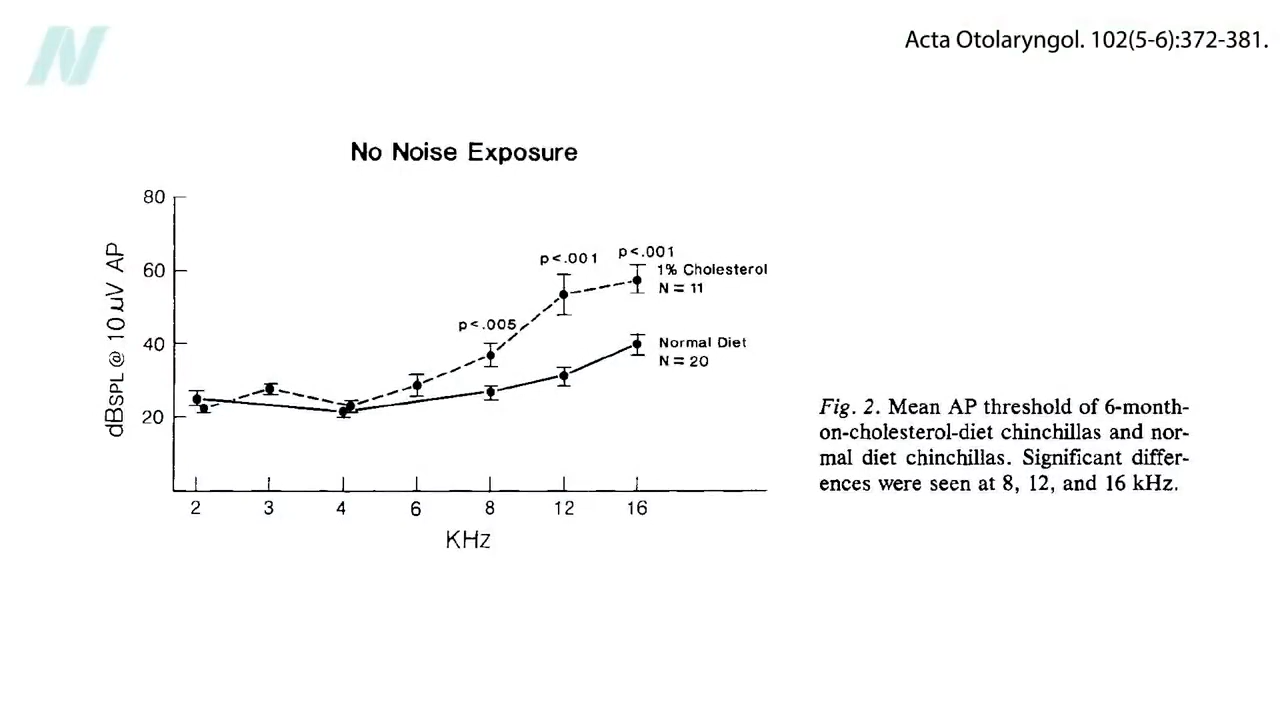 Acta Otolaryngol. 102(5-6):372-381.
No Noise Exposure
80
60
40
20
dBSPL @ 10 µV AP
p<.005
p<.001
p<.001
1% Cholesterol
N = 11
Normal Diet
N = 20
2 3 4 6 8 12 16
KHz
Fig. 2. Mean AP threshold of 6-month-
on-cholesterol-diet chinchillas and nor-
mal diet chinchillas. Significant differ-
ences were seen at 8, 12, and 16 kHz.